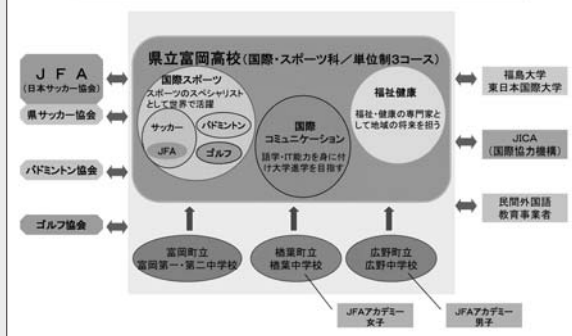 県立富岡高校(国際・スポーツ科/単位制3コース)
JFA
(日本サッカー協会)
県サッカー協会
バドミントン協会
ゴルフ協会
国際スポーツ
スポーツのスペシャリスト
として世界で活躍
サッカー
JFA
バドミントン
ゴルフ
国際
コミュニケーション
語学・IT能力を身に付
け大学進学を目指す
福祉健康
福祉・健康の専門家と
して地域の将来を担う
福島大学
東日本国際大学
JICA
(国際協力機構)
民間外国語
教育事業者
富岡町立
富岡第一・第二中学校
楢葉町立
楢葉中学校
広野町立
広野中学校
JFAアカデミー
女子
JFAアカデミー
男子